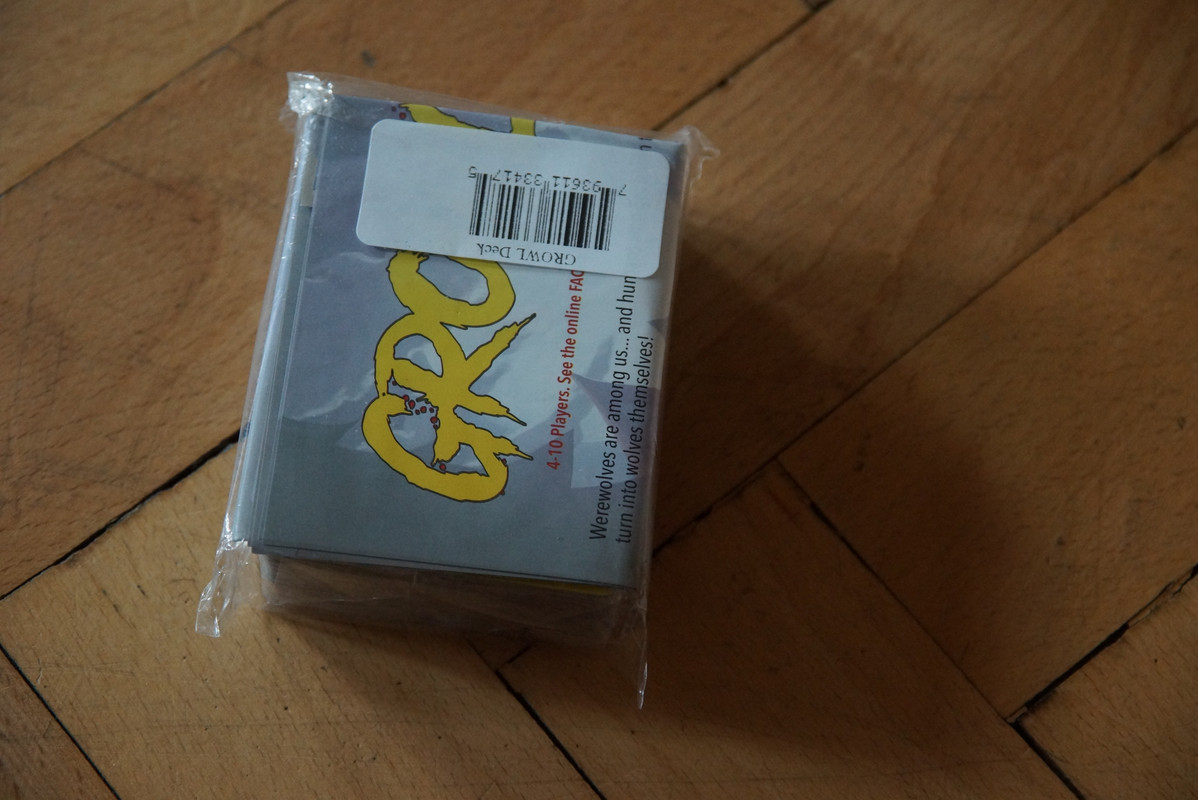 GROWL Deck
7 93611 33417 5
GRO
4-10 Players. See the online FAQ
Werewolves are among us... and hun
turn into wolves themselves!